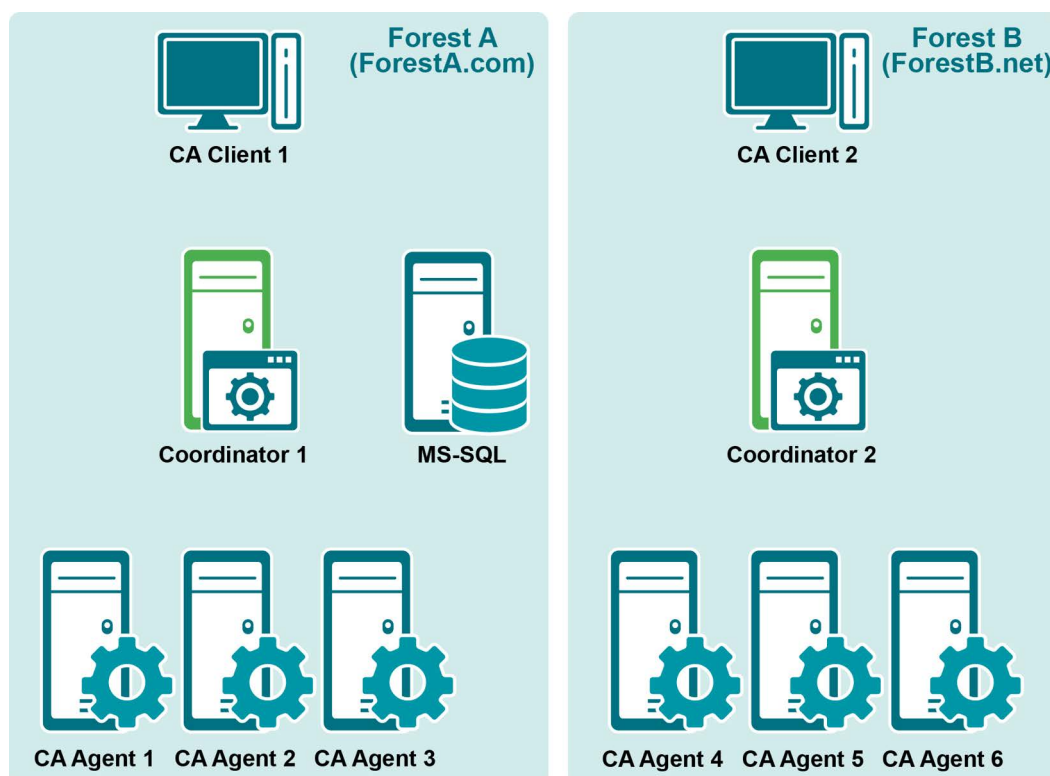 Forest A
(ForestA.com)
CA Client 1
Coordinator 1
MS-SQL
CA Agent 1
CA Agent 2
CA Agent 3
Forest B
(ForestB.net)
CA Client 2
Coordinator 2
CA Agent 4
CA Agent 5
CA Agent 6